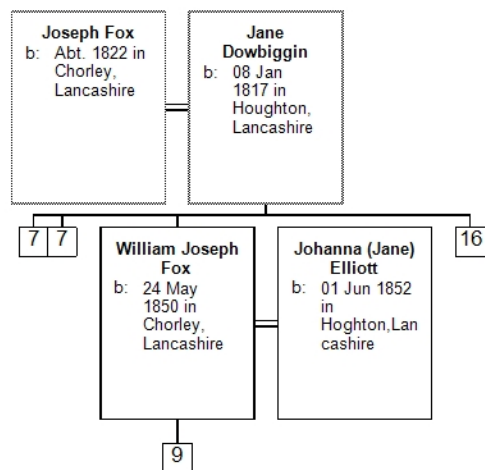 Joseph Fox
b: Abt. 1822 in
Chorley,
Lancashire
Jane
Dowbiggin
b: 08 Jan
1817 in
Houghton,
Lancashire
7 7
16
William Joseph
Fox
b: 24 May
1850 in
Chorley,
Lancashire
Johanna (Jane)
Elliott
b: 01 Jun 1852
in
Hoghton,Lan
cashire
9